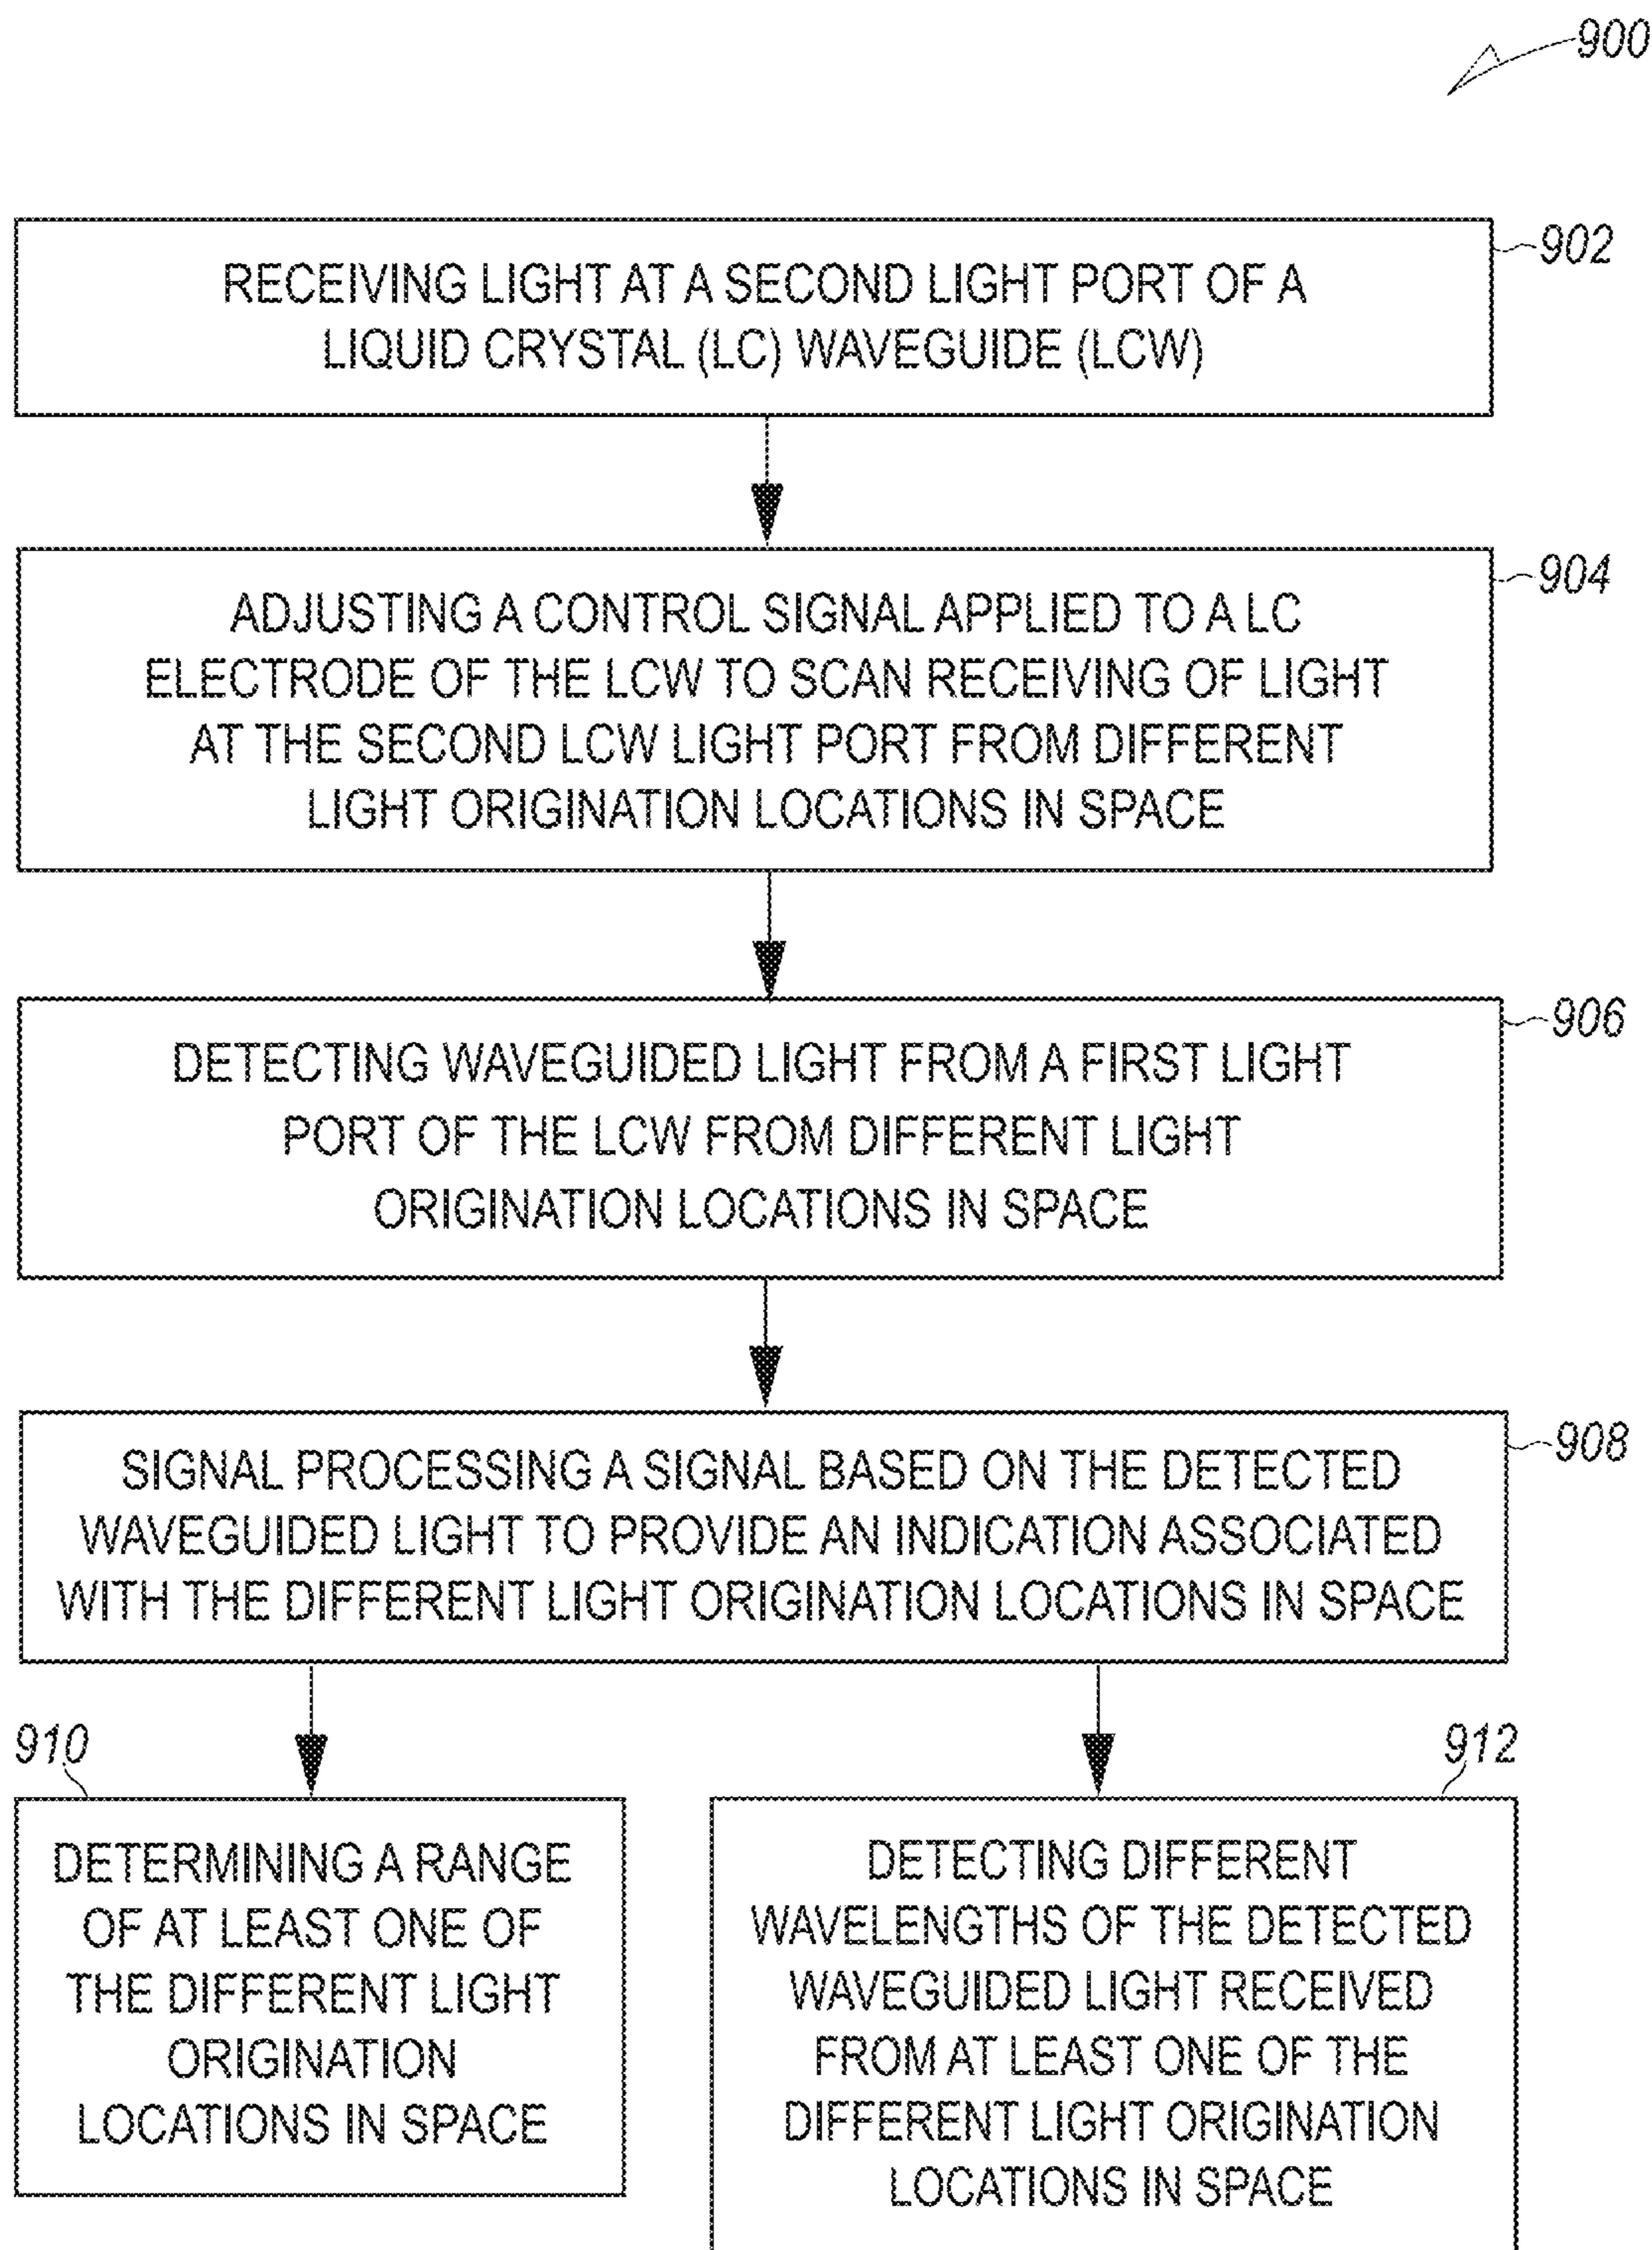 900
902
RECEIVING LIGHT AT A SECOND LIGHT PORT OF A
LIQUID CRYSTAL (LC) WAVEGUIDE (LCW)
904
ADJUSTING A CONTROL SIGNAL APPLIED TO A LC
ELECTRODE OF THE LCW TO SCAN RECEIVING OF LIGHT
AT THE SECOND LCW LIGHT PORT FROM DIFFERENT
LIGHT ORIGINATION LOCATIONS IN SPACE
906
DETECTING WAVEGUIDED LIGHT FROM A FIRST LIGHT
PORT OF THE LCW FROM DIFFERENT LIGHT
ORIGINATION LOCATIONS IN SPACE
908
SIGNAL PROCESSING A SIGNAL BASED ON THE DETECTED
WAVEGUIDED LIGHT TO PROVIDE AN INDICATION ASSOCIATED
WITH THE DIFFERENT LIGHT ORIGINATION LOCATIONS IN SPACE
910
DETERMINING A RANGE
OF AT LEAST ONE OF
THE DIFFERENT LIGHT
ORIGINATION
LOCATIONS IN SPACE
912
DETECTING DIFFERENT
WAVELENGTHS OF THE DETECTED
WAVEGUIDED LIGHT RECEIVED
FROM AT LEAST ONE OF THE
DIFFERENT LIGHT ORIGINATION
LOCATIONS IN SPACE